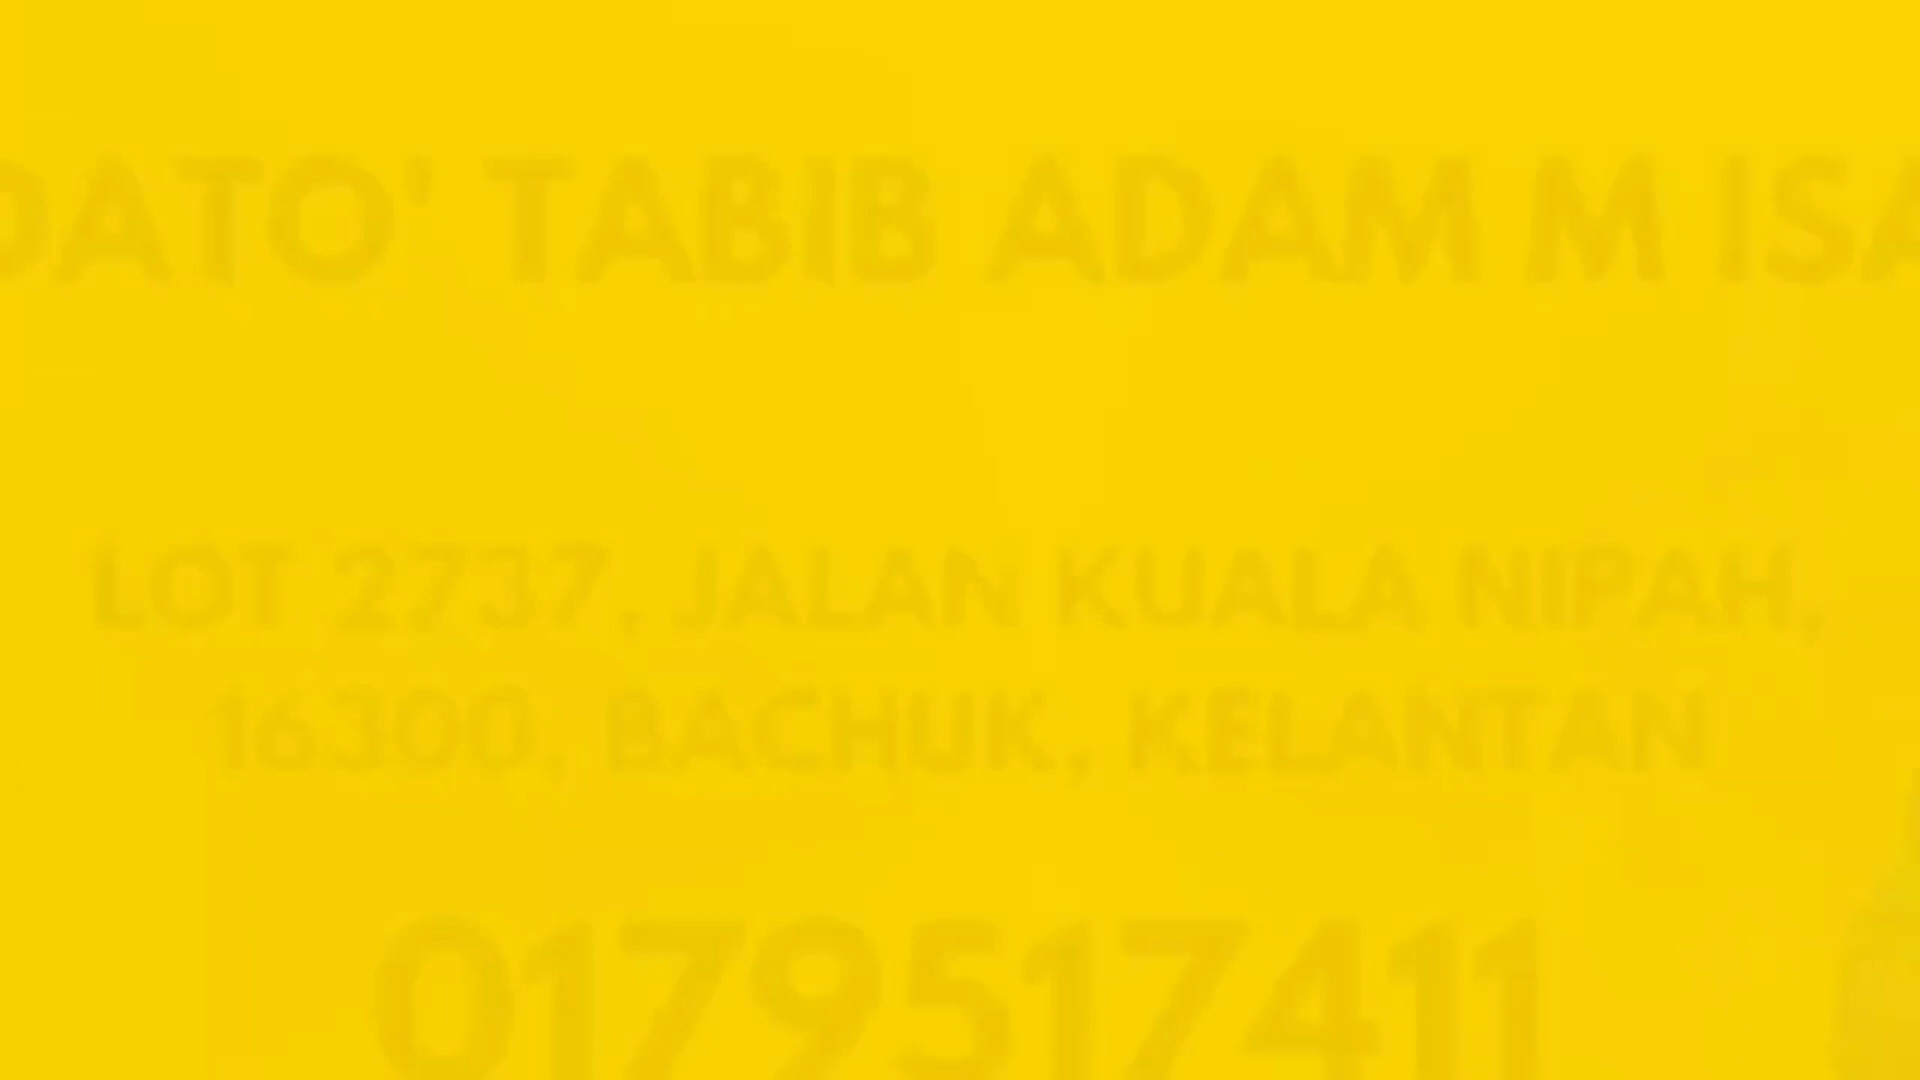 DATO' TABIB ADAM M ISA
LOT 2737, JALAN KUALA NIPAH,
16300, BACHUK, KELANTAN
0179517411